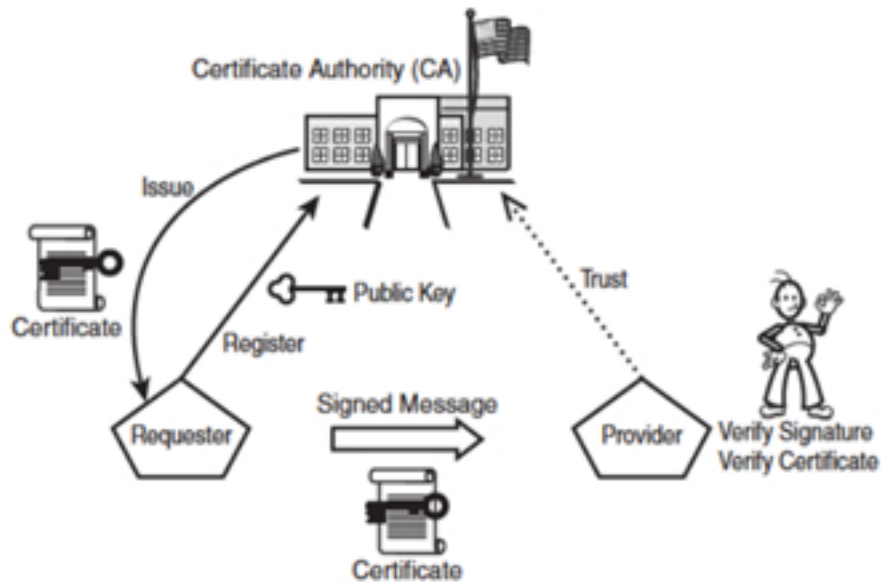 Certificate Authority (CA)
Issue
Certificate
Public Key
Register
Trust
Requester
Signed Message
Provider
Verify Signature
Verify Certificate
Certificate